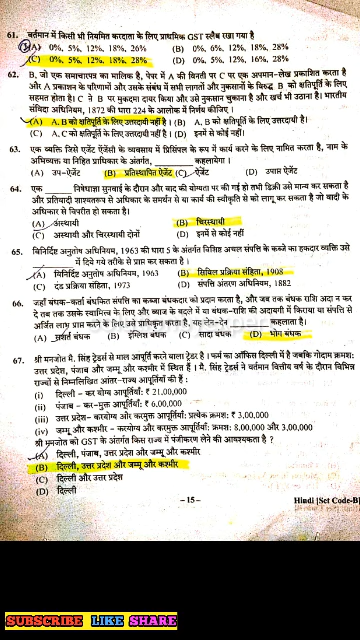 61. वर्तमान में किसी भी नियमित करदाता के लिए प्राथमिक GST स्लैब रखा गया है
(A) 0%, 5%, 12%, 18%, 26% (B) 0%, 6%, 12%, 18%, 28%
(C) 0%, 5%, 12%, 18%, 28% (D) 0%, 5%, 12%, 16%, 28%
62. B, जो एक समाचारपत्र का मालिक है, पेपर में A की विनती पर C पर एक अपमान-लेख प्रकाशित करता है
और A प्रकाशन के परिणामों और उसके संबंध में सभी लागतों और नुकसानों के विरुद्ध B को क्षतिपूर्ति के लिए
सहमत होता है। C ने B पर मुकदमा दायर किया और उसे नुकसान चुकाना है और खर्च भी उठाना है। भारतीय
संविदा अधिनियम, 1872 की धारा 224 के आलोक में निर्णय कीजिए।
(A) A, B को क्षतिपूर्ति के लिए उत्तरदायी नहीं है। (B) A, B को क्षतिपूर्ति के लिए उत्तरदायी है।
(C) A, C को क्षतिपूर्ति के लिए उत्तरदायी नहीं है। (D) इनमें से कोई नहीं।
63. एक व्यक्ति जिसे एजेंट एजेंसी के व्यवसाय में प्रिंसिपल के रूप में कार्य करने के लिए नामित करता है, नाम के
अभिव्यक्त या निहित प्राधिकार के अंतर्गत, ______ कहलायेगा।
(A) उप-एजेंट (B) प्रतिस्थापित एजेंट (C) एजेंट (D) उपाम एजेंट
64. एक ______ निषेधाज्ञा सुनवाई के दौरान और वाद की योग्यता पर की गई हो तभी डिक्री उसे मान्य कर सकता है
और प्रतिवादी शाश्वतरूप से अधिकार के समर्थन से या कार्य की स्वीकृति से को लागू कर सकता है जो वादी के
अधिकार से विपरीत हो सकता है।
(A) अस्थायी (B) चिरस्थायी
(C) अस्थायी और चिरस्थायी दोनों (D) इनमें से कोई नहीं
65. विनिर्दिष्ट अनुतोष अधिनियम, 1963 की धारा 5 के अंतर्गत विशिष्ट अचल संपत्ति के कब्जे का हकदार व्यक्ति उसे
______ में दिये गये तरीके से प्राप्त कर सकता है।
(A) विनिर्दिष्ट अनुतोष अधिनियम, 1963 (B) सिविल प्रक्रिया संहिता, 1908
(C) दंड प्रक्रिया संहिता, 1973 (D) संपत्ति अंतरण अधिनियम, 1882
66. जहाँ बंधक-कर्ता बंधकित संपत्ति का कब्जा बंधकदार को प्रदान करता है, और जब तक बंधक राशि अदा न कर
दे तब तक उसके स्वामित्व के लिए और ब्याज के बदले में या बंधक-राशि की अदायगी में किराया या संपत्ति से
अर्जित लाभ प्राप्त करने के लिए उसे प्राधिकृत करता है, यह लेन-देन ______ कहलाता है।
(A) सशर्त बंधक (B) इंग्लिश बंधक (C) सादा बंधक (D) भोग बंधक
67. श्री मनजोत मै. सिंह ट्रेडर्स से माल आपूर्ति करने वाला ट्रेडर है। फर्म का ऑफिस दिल्ली में है जबकि गोदाम क्रमशः
उत्तर प्रदेश, पंजाब और जम्मू और कश्मीर में स्थित हैं। मै. सिंह ट्रेडर्स ने वर्तमान वित्तीय वर्ष के दौरान विभिन्न
राज्यों से निम्नलिखित आंतर-राज्य आपूर्तियाँ की हैं :
(i) दिल्ली - कर योग्य आपूर्तियाँ: ₹ 21,00,000
(ii) पंजाब - कर-मुक्त आपूर्तियाँ: ₹ 6,00,000
(iii) उत्तर प्रदेश- करयोग्य और करमुक्त आपूर्तियाँ: प्रत्येक क्रमशः ₹ 3,00,000
(iv) जम्मू और कश्मीर - करयोग्य और करमुक्त आपूर्तियाँ: क्रमशः 8,00,000 और 3,00,000
श्री मनजोत को GST के अंतर्गत किस राज्य में पंजीकरण लेने की आवश्यकता है ?
(A) दिल्ली, पंजाब, उत्तर प्रदेश और जम्मू और कश्मीर
(B) दिल्ली, उत्तर प्रदेश और जम्मू और कश्मीर
(C) दिल्ली और उत्तर प्रदेश
(D) दिल्ली
- 15 -
Hindi [Set Code-B]
SUBSCRIBE LIKE SHARE